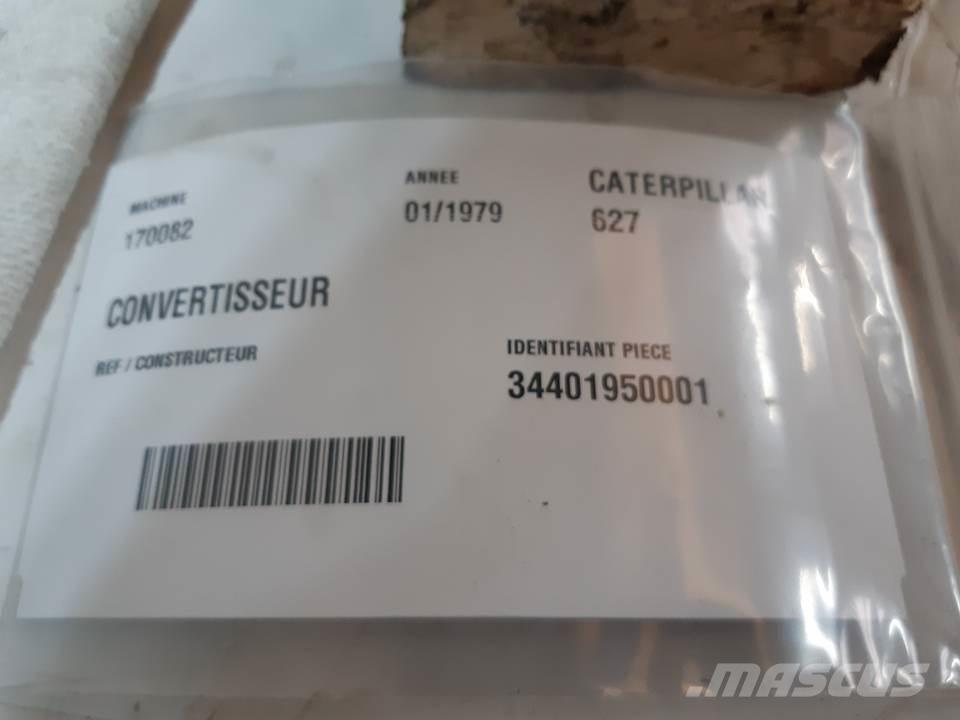 MACHINE
170082
ANNEE
01/1979
CATERPILLAR
627
CONVERTISSEUR
REF / CONSTRUCTEUR
IDENTIFIANT PIECE
34401950001
.mascus